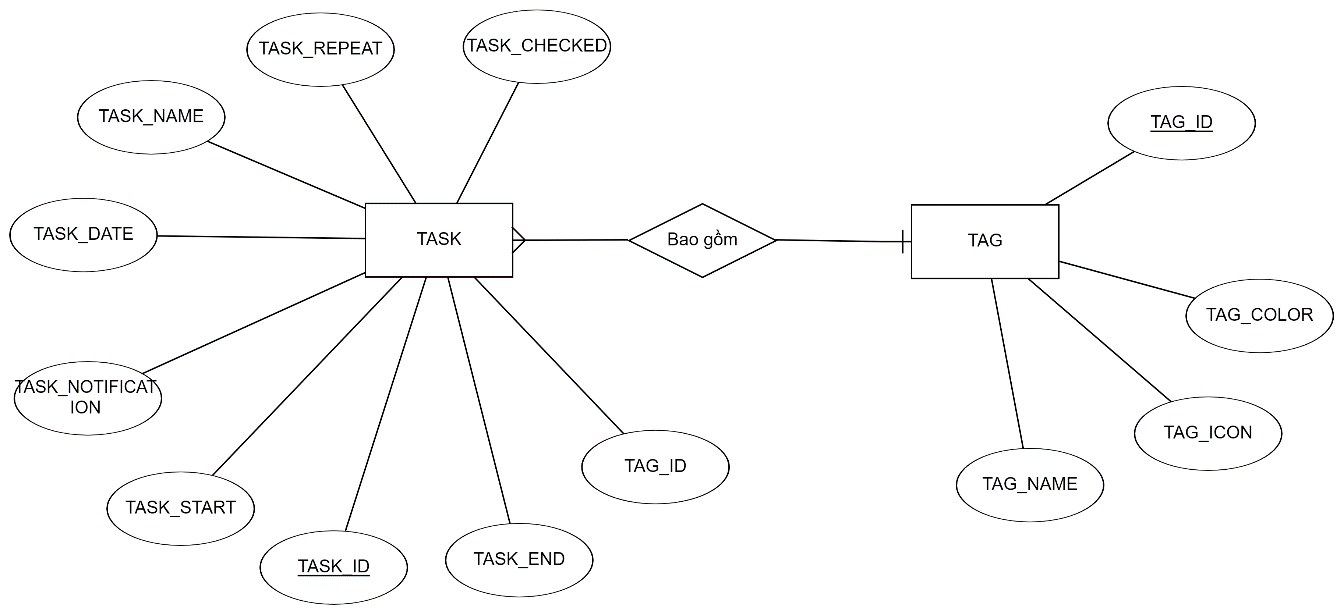 TASK_REPEAT
TASK_CHECKED
TASK_NAME
TAG_ID
TASK_DATE
TASK
Bao gồm
TAG
TAG_COLOR
TASK_NOTIFICAT
ION
TAG_ICON
TAG_ID
TAG_NAME
TASK_START
TASK_ID
TASK_END